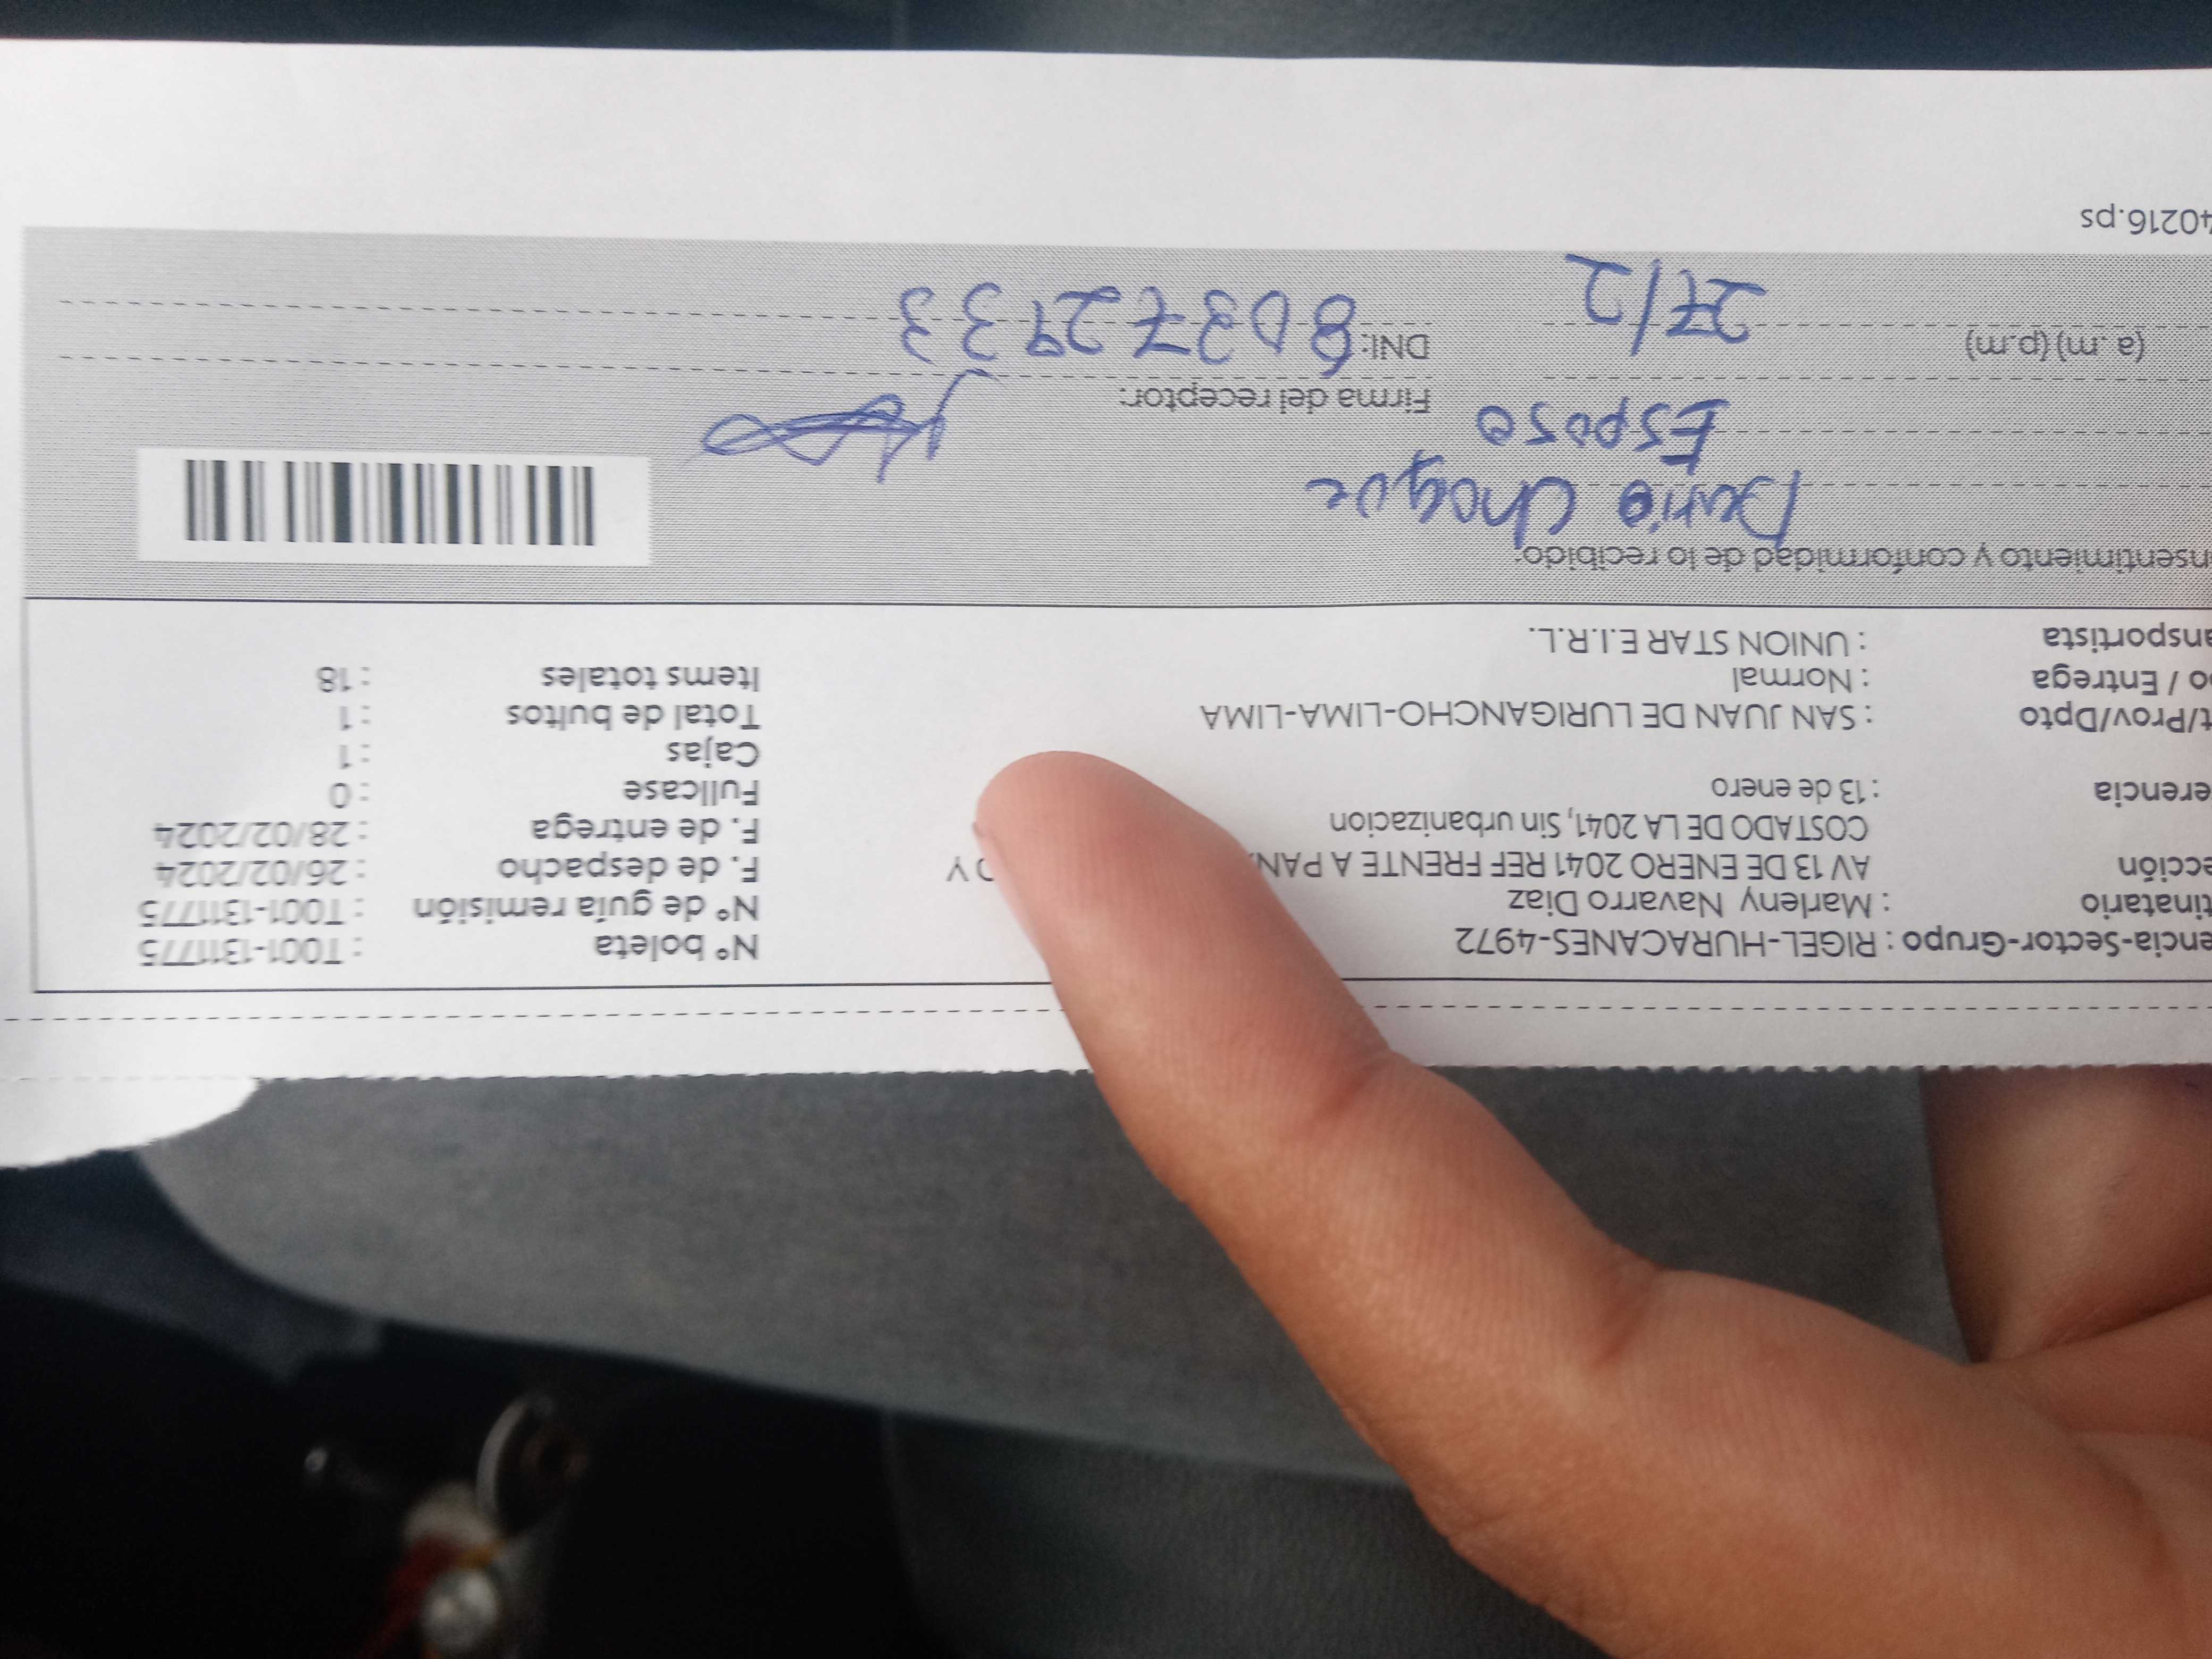 encia-Sector-Grupo : RIGEL-HURACANES-4972
tinatario : Marleny Navarro Diaz
ección AV 13 DE ENERO 2041 REF FRENTE A PAN Y
COSTADO DE LA 2041, Sin urbanizacion
erencia : 13 de enero
t/Prov/Dpto : SAN JUAN DE LURIGANCHO-LIMA-LIMA
po / Entrega : Normal
ansportista : UNION STAR E.I.R.L.
N° boleta : T001-1311775
N° de guía remisión : T001-1311775
F. de despacho : 26/02/2024
F. de entrega : 28/02/2024
Fullcase : 0
Cajas : 1
Total de bultos : 1
Items totales : 18
nsentimiento y conformidad de lo recibido:
Dario Choque
Esposo
Firma del receptor:
(a.m) (p.m) 27/2
DNI: 80372933
40216.ps